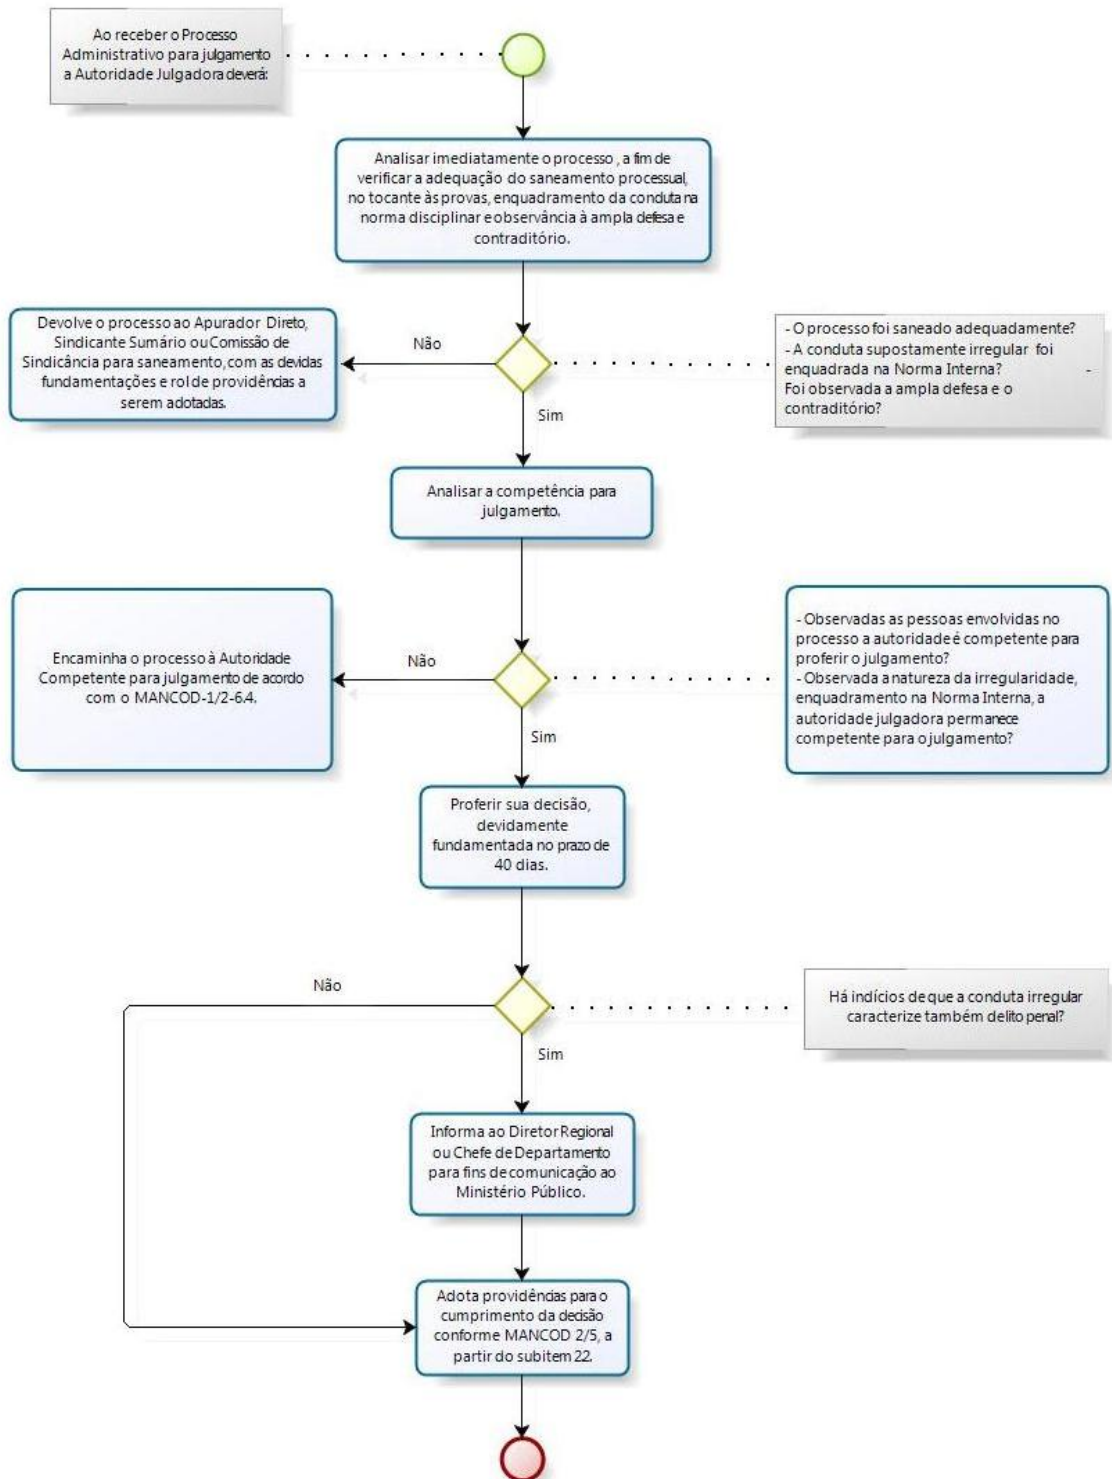 Ao receber o Processo
Administrativo para julgamento
a Autoridade Julgadora deverá:
Analisar imediatamente o processo , a fim de
verificar a adequação do saneamento processual,
no tocante às provas, enquadramento da conduta na
norma disciplinar e observância à ampla defesa e
contraditório.
Devolve o processo ao Apurador Direto,
Sindicante Sumário ou Comissão de
Sindicância para saneamento, com as devidas
fundamentações e rol de providências a
serem adotadas.
Não
- O processo foi saneado adequadamente?
- A conduta supostamente irregular foi
enquadrada na Norma Interna? -
Foi observada a ampla defesa e o
contraditório?
Sim
Analisar a competência para
julgamento.
Encaminha o processo à Autoridade
Competente para julgamento de acordo
com o MANCOD-1/2-6.4.
Não
- Observadas as pessoas envolvidas no
processo a autoridade é competente para
proferir o julgamento?
- Observada a natureza da irregularidade,
enquadramento na Norma Interna, a
autoridade julgadora permanece
competente para o julgamento?
Sim
Proferir sua decisão,
devidamente
fundamentada no prazo de
40 dias.
Não
Há indícios de que a conduta irregular
caracterize também delito penal?
Sim
Informa ao Diretor Regional
ou Chefe de Departamento
para fins de comunicação ao
Ministério Público.
Adota providências para o
cumprimento da decisão
conforme MANCOD 2/5, a
partir do subitem 2.2.